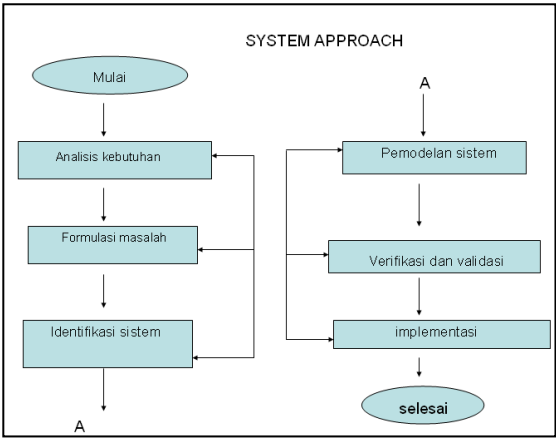 SYSTEM APPROACH
Mulai
Analisis kebutuhan
Formulasi masalah
Identifikasi sistem
A
A
Pemodelan sistem
Verifikasi dan validasi
implementasi
selesai